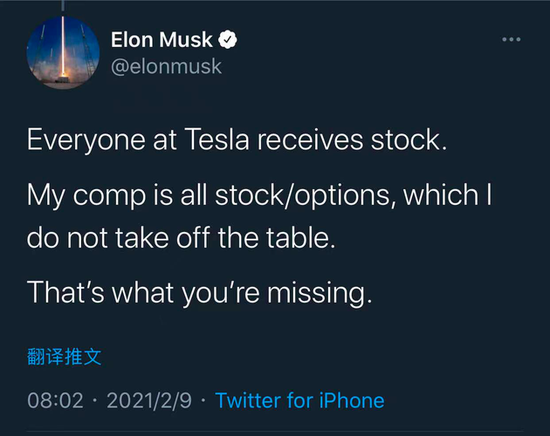 Elon Musk
@elonmusk
Everyone at Tesla receives stock.
My comp is all stock/options, which I
do not take off the table.
That’s what you’re missing.
翻译推文
08:02 · 2021/2/9 · Twitter for iPhone